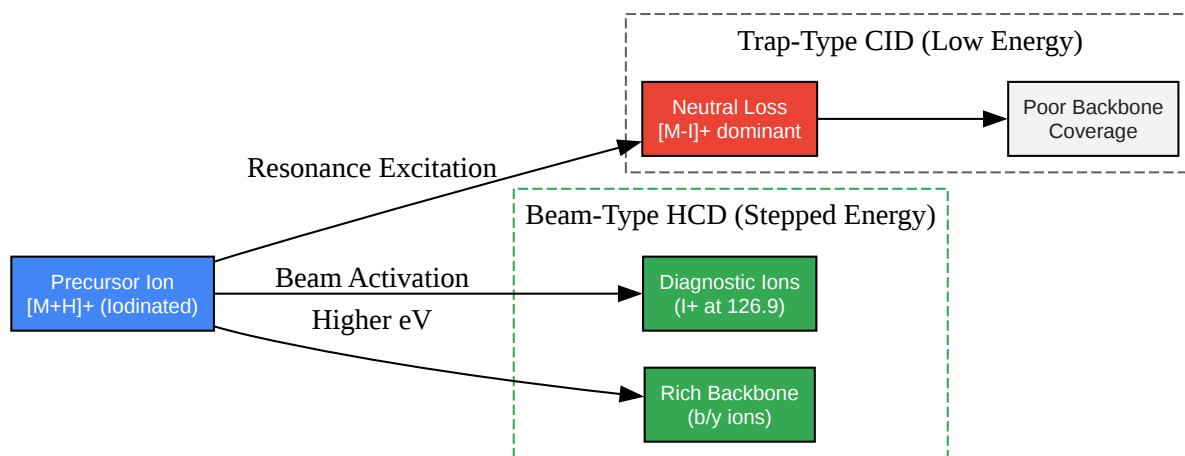 Trap-Type CID (Low Energy)
Neutral Loss
[M-I]+ dominant
Poor Backbone
Coverage
Resonance Excitation
Beam-Type HCD (Stepped Energy)
Precursor Ion
[M+H]+ (Iodinated)
Beam Activation
Higher eV
Diagnostic Ions
(I+ at 126.9)
Rich Backbone
(b/y ions)